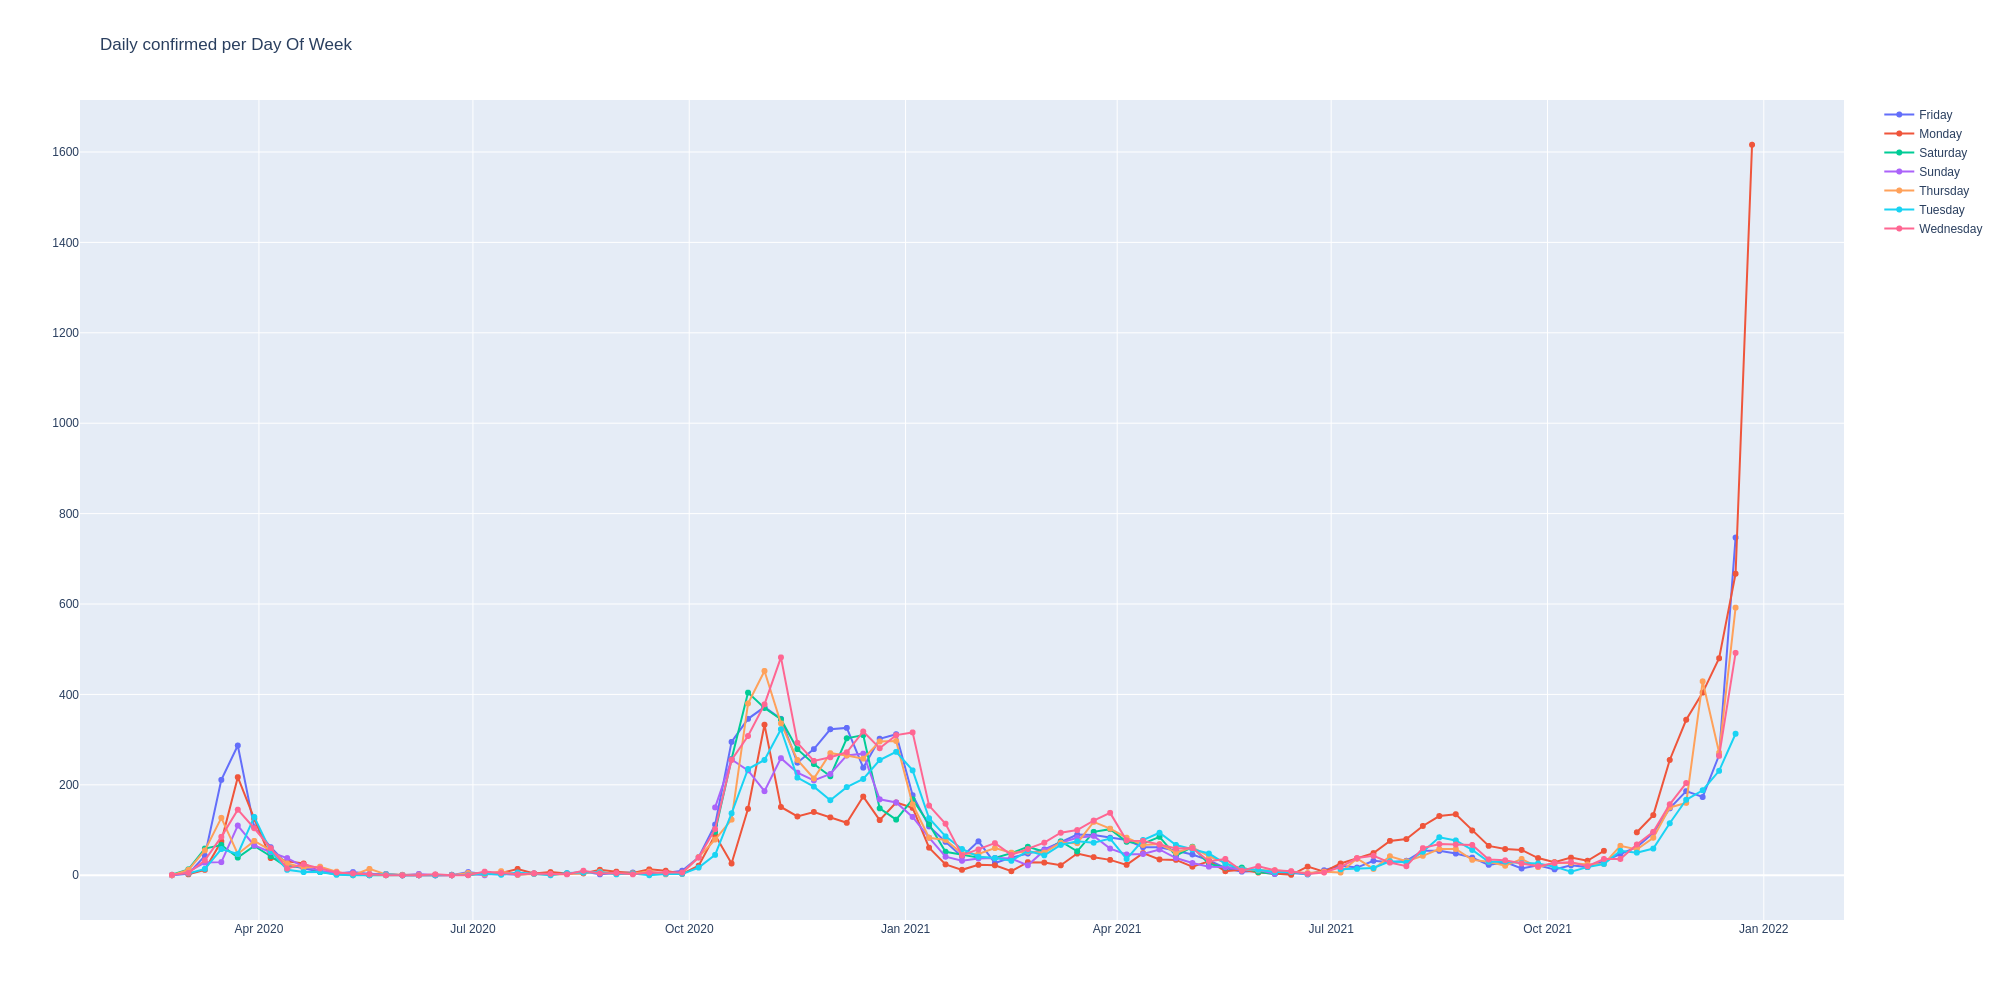 Daily confirmed per Day Of Week
Friday
Monday
Saturday
Sunday
Thursday
Tuesday
Wednesday
1600
1400
1200
1000
800
600
400
200
0
Apr 2020 Jul 2020 Oct 2020 Jan 2021 Apr 2021 Jul 2021 Oct 2021 Jan 2022